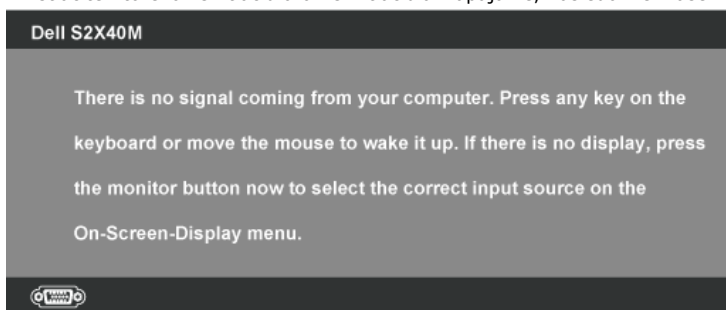 Dell S2X40M
There is no signal coming from your computer. Press any key on the
keyboard or move the mouse to wake it up. If there is no display, press
the monitor button now to select the correct input source on the
On-Screen-Display menu.